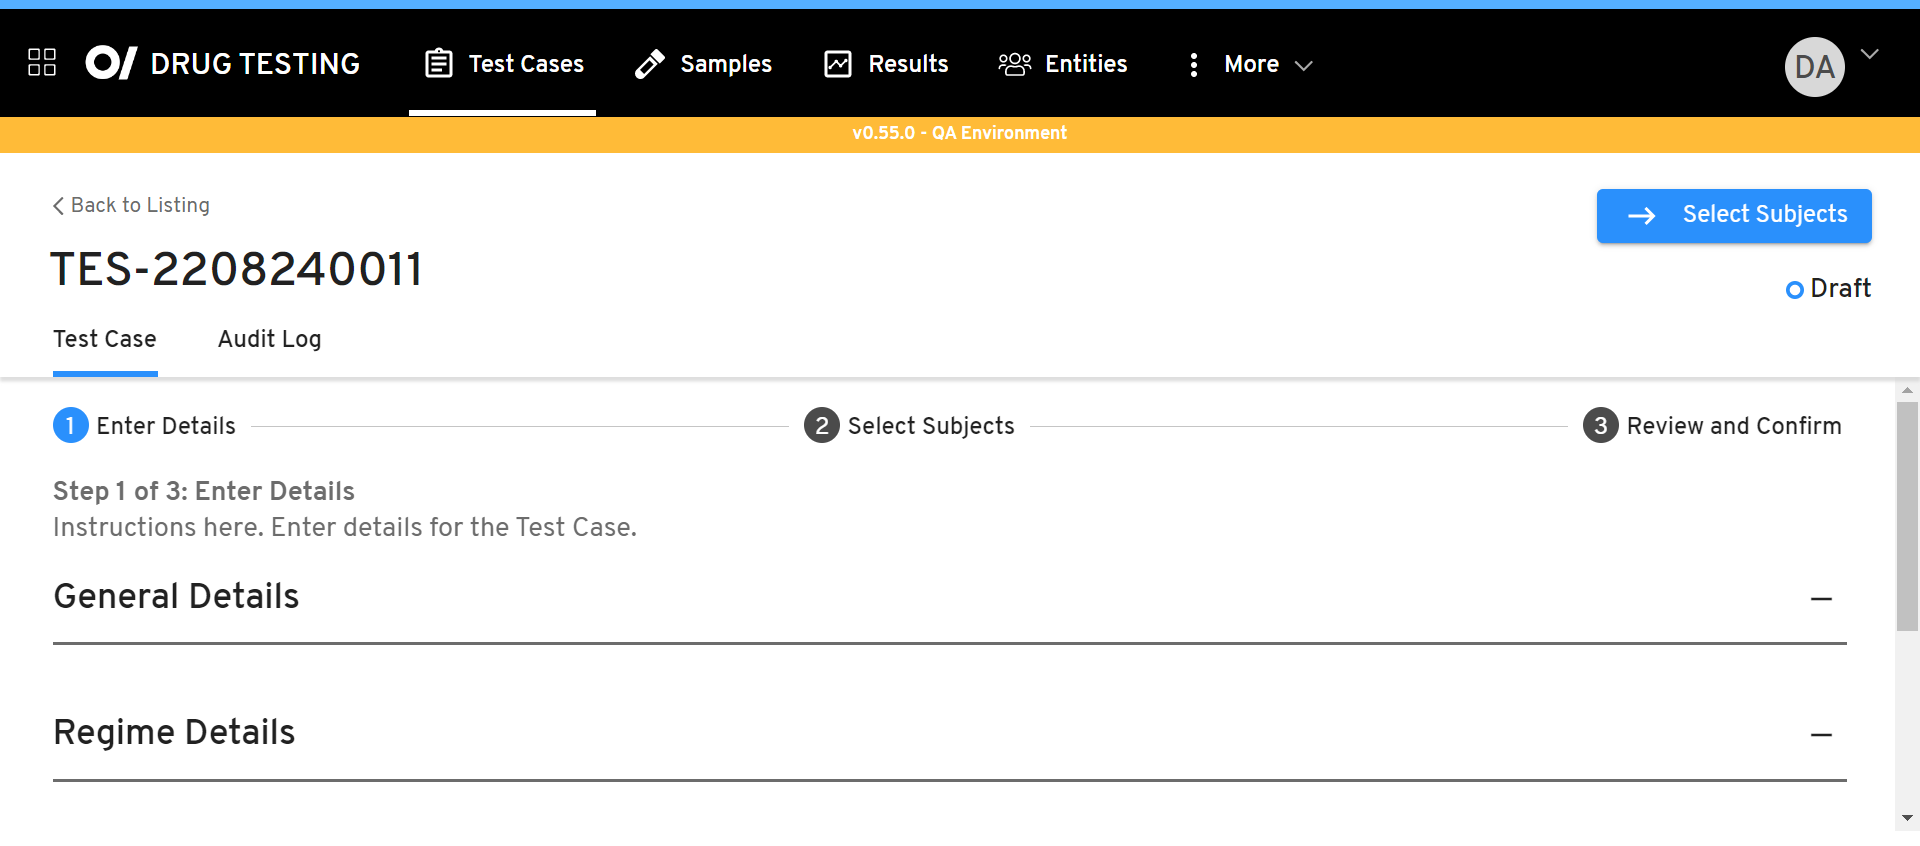 DRUG TESTING
Test Cases
Samples
Results
Entities
More
DA
v0.55.0 - QA Environment
Back to Listing
Select Subjects
TES-2208240011
Draft
Test Case
Audit Log
1 Enter Details
2 Select Subjects
3 Review and Confirm
Step 1 of 3: Enter Details
Instructions here. Enter details for the Test Case.
General Details
Regime Details